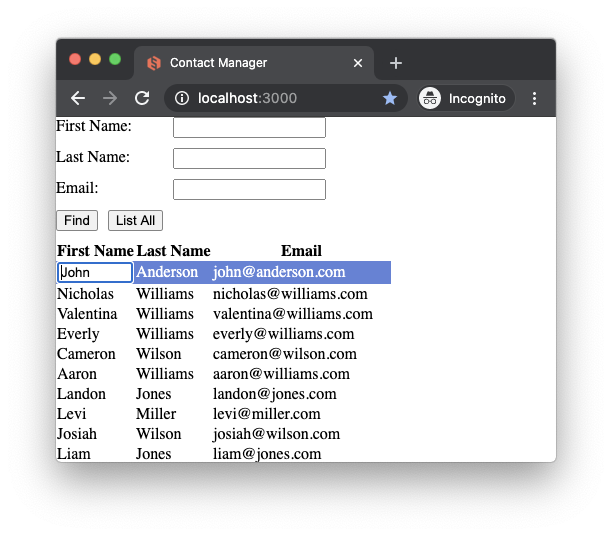 Contact Manager
localhost:3000
Incognito
First Name:
Last Name:
Email:
Find List All
First Name Last Name Email
John Anderson john@anderson.com
Nicholas Williams nicholas@williams.com
Valentina Williams valentina@williams.com
Everly Williams everly@williams.com
Cameron Wilson cameron@wilson.com
Aaron Williams aaron@williams.com
Landon Jones landon@jones.com
Levi Miller levi@miller.com
Josiah Wilson josiah@wilson.com
Liam Jones liam@jones.com